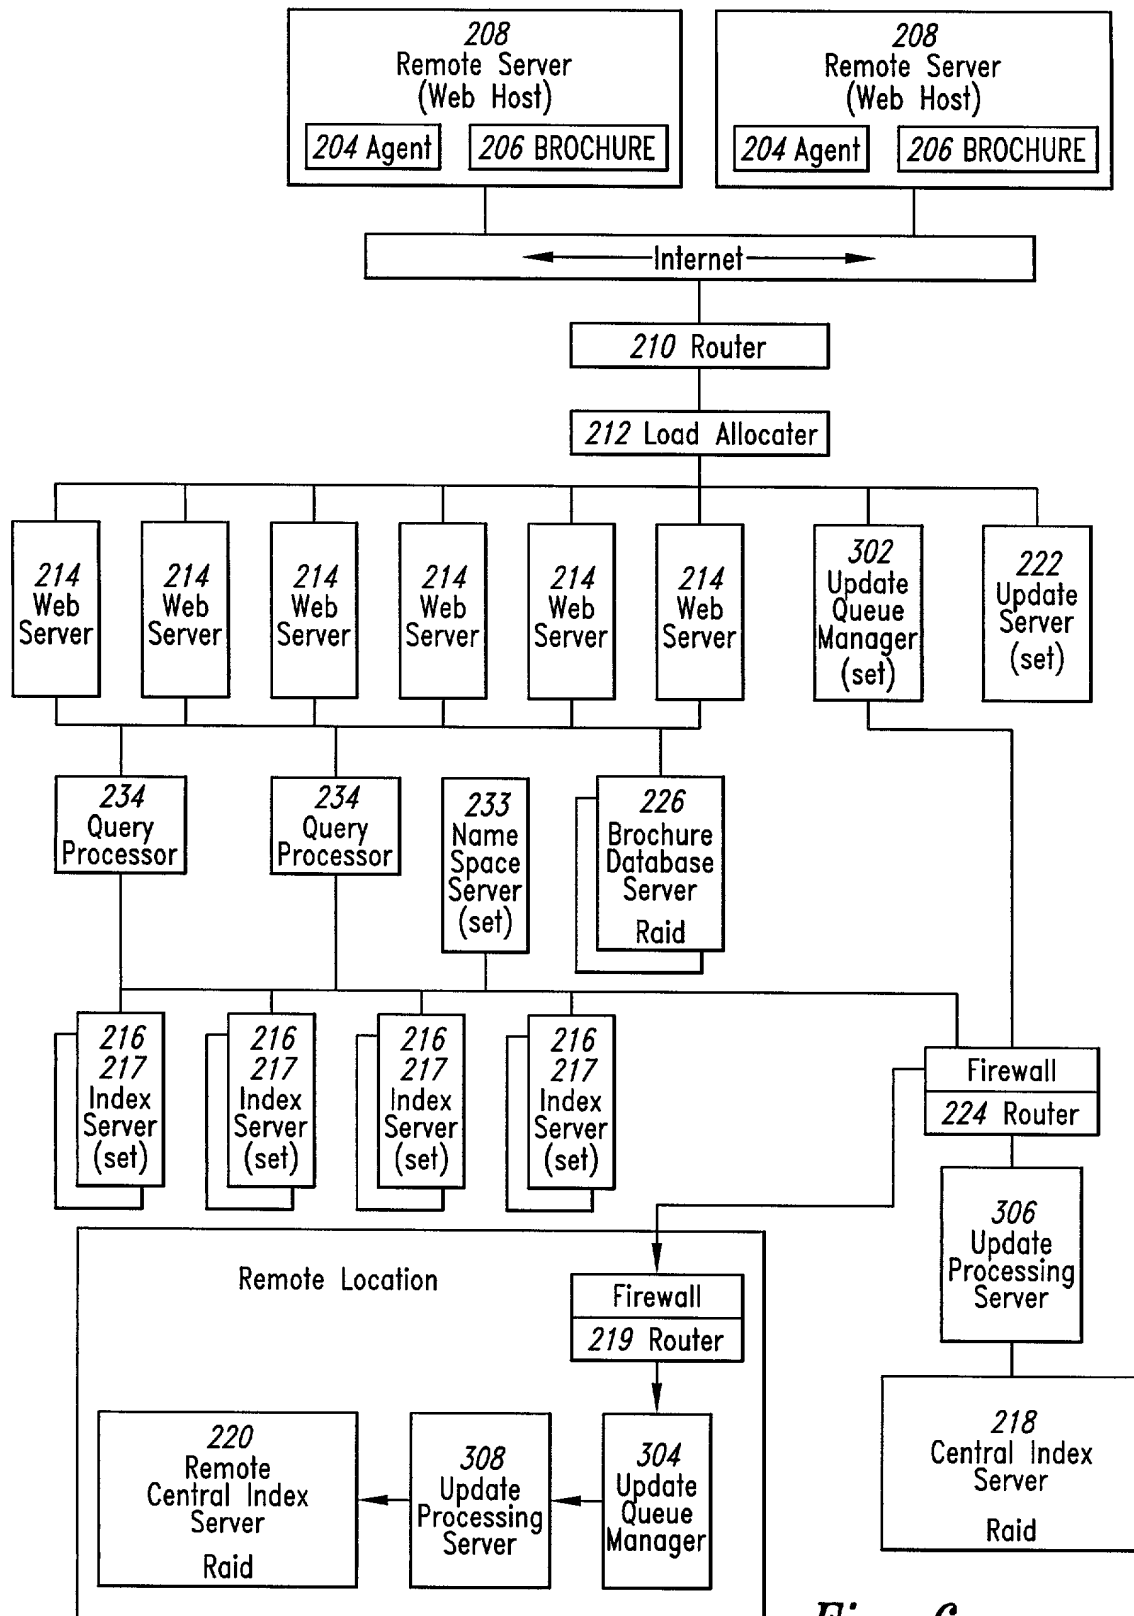 208
Remote Server
(Web Host)
204 Agent
206 BROCHURE
208
Remote Server
(Web Host)
204 Agent
206 BROCHURE
Internet
210 Router
212 Load Allocater
214
Web
Server
214
Web
Server
214
Web
Server
214
Web
Server
214
Web
Server
214
Web
Server
302
Update
Queue
Manager
(set)
222
Update
Server
(set)
234
Query
Processor
234
Query
Processor
233
Name
Space
Server
(set)
226
Brochure
Database
Server
Raid
216
217
Index
Server
(set)
216
217
Index
Server
(set)
216
217
Index
Server
(set)
216
217
Index
Server
(set)
Firewall
224 Router
306
Update
Processing
Server
218
Central Index
Server
Raid
Remote Location
Firewall
219 Router
220
Remote
Central Index
Server
Raid
308
Update
Processing
Server
304
Update
Queue
Manager